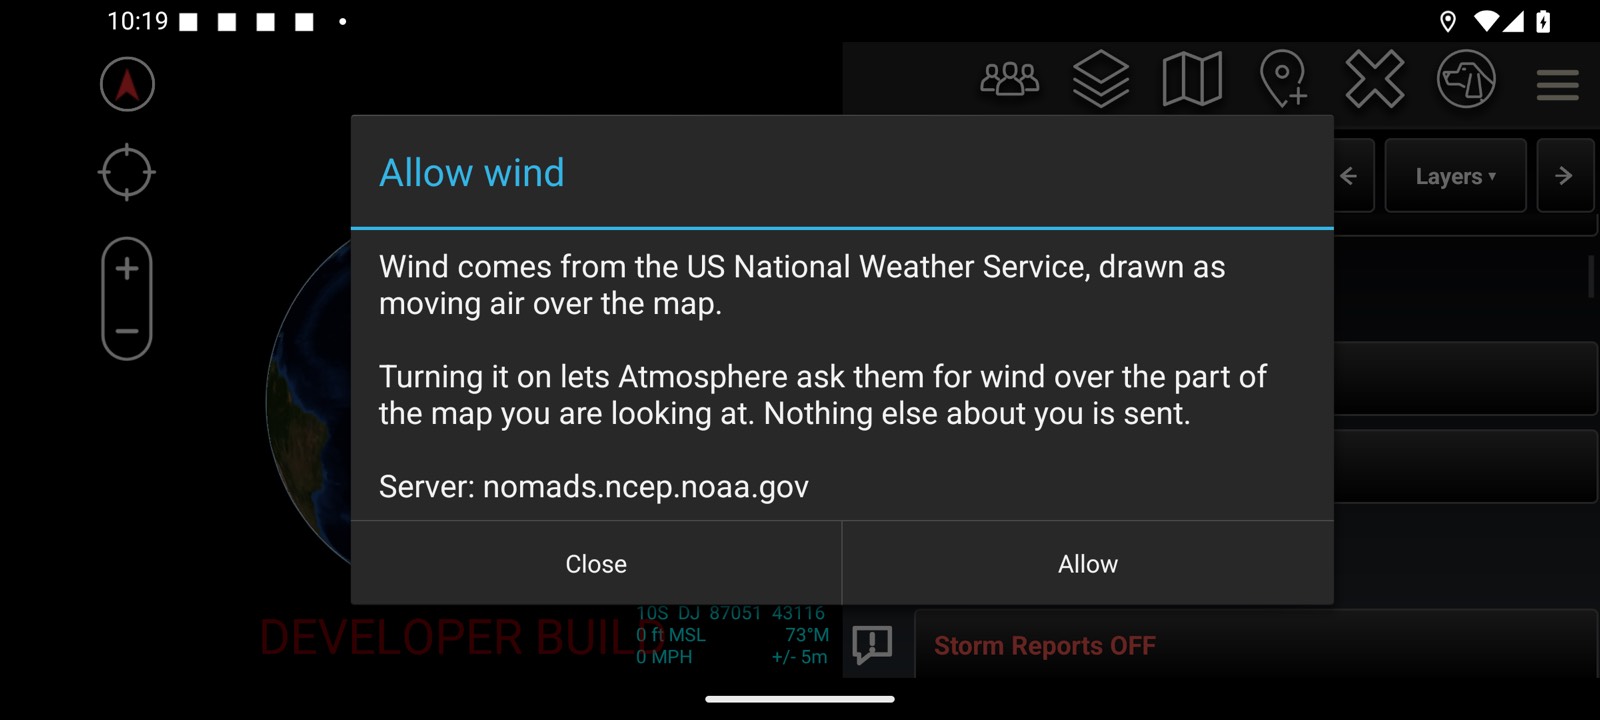 10:19
Layers ▾
Allow wind
Wind comes from the US National Weather Service, drawn as
moving air over the map.
Turning it on lets Atmosphere ask them for wind over the part of
the map you are looking at. Nothing else about you is sent.
Server: nomads.ncep.noaa.gov
Close
Allow
DEVELOPER BUILD
10S DJ 87051 43116
0 ft MSL 73°M
0 MPH +/- 5m
Storm Reports OFF